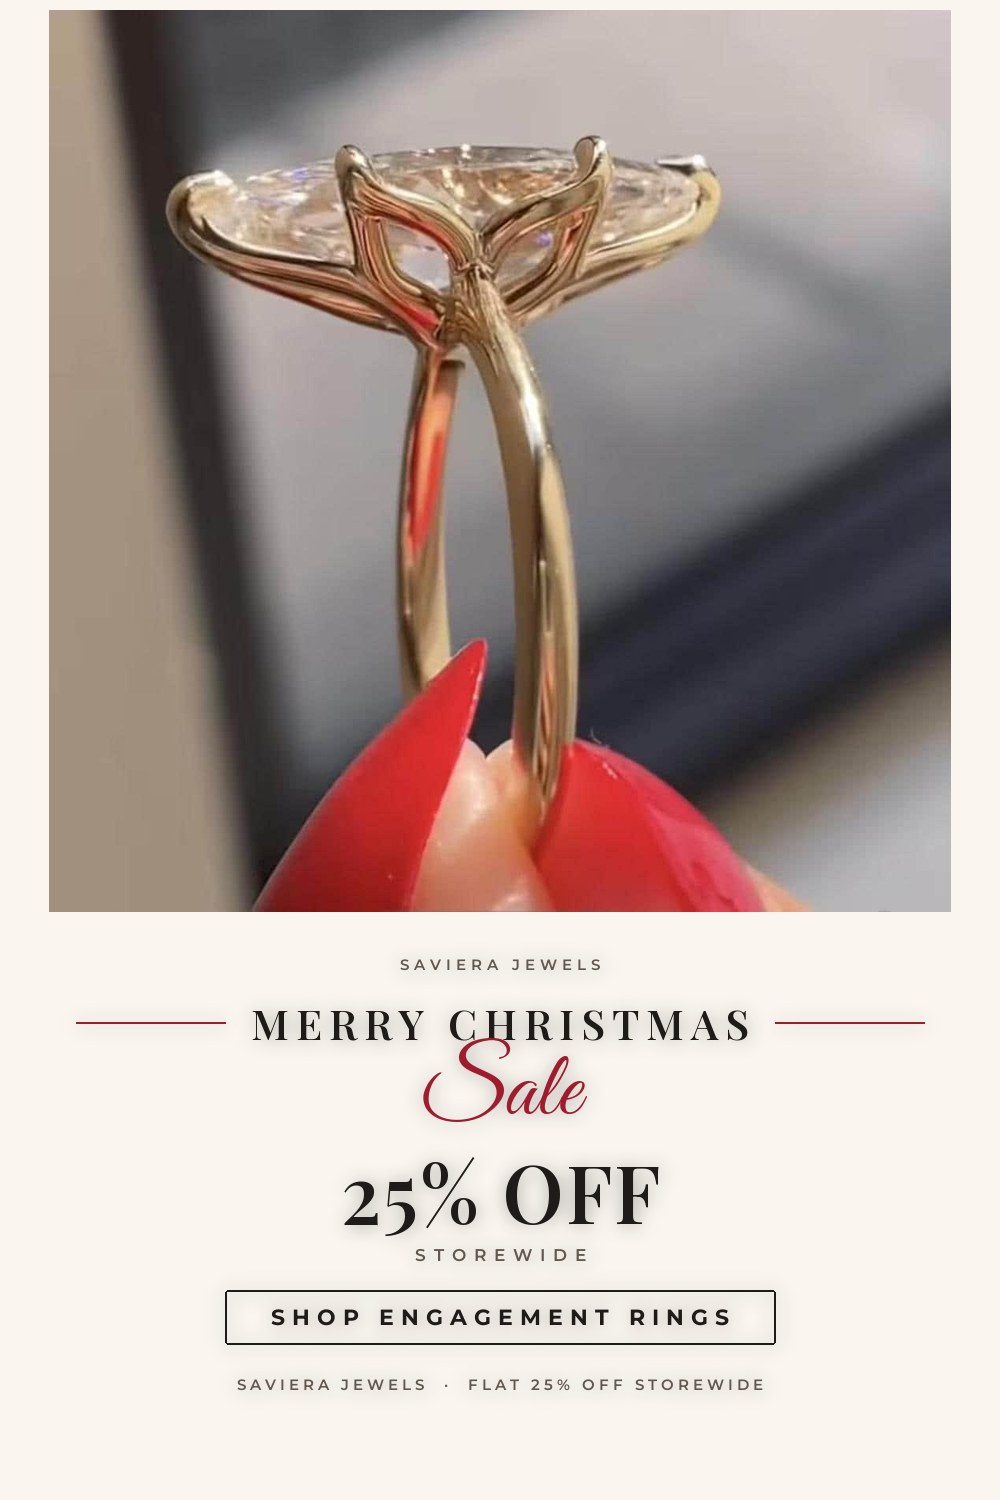 SAVIERA JEWELS
MERRY CHRISTMAS
Sale
25% OFF
STOREWIDE
SHOP ENGAGEMENT RINGS
SAVIERA JEWELS · FLAT 25% OFF STOREWIDE